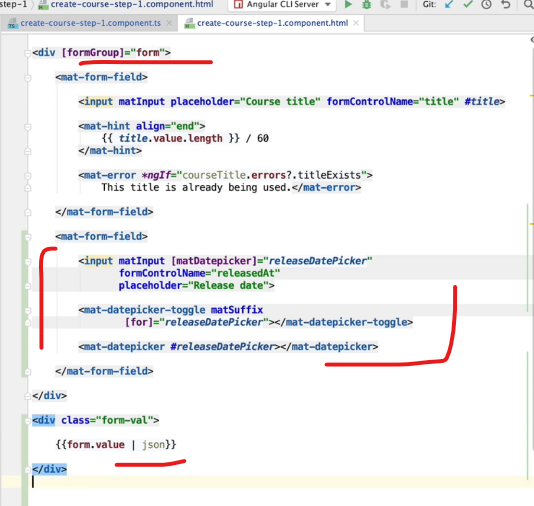 step-1 create-course-step-1.component.html Angular CLI Server Git:
create-course-step-1.component.ts × create-course-step-1.component.html ×
<div [formGroup]="form">
<mat-form-field>
<input matInput placeholder="Course title" formControlName="title" #title>
<mat-hint align="end">
{{ title.value.length }} / 60
</mat-hint>
<mat-error *ngIf="courseTitle.errors?.titleExists">
This title is already being used.</mat-error>
</mat-form-field>
<mat-form-field>
<input matInput [matDatepicker]="releaseDatePicker"
formControlName="releasedAt"
placeholder="Release date">
<mat-datepicker-toggle matSuffix
[for]="releaseDatePicker"></mat-datepicker-toggle>
<mat-datepicker #releaseDatePicker></mat-datepicker>
</mat-form-field>
</div>
<div class="form-val">
{{form.value | json}}
</div>